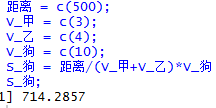 距离 = c(500);
V_甲 = c(3);
V_乙 = c(4);
V_狗 = c(10);
S_狗 = 距离/(V_甲+V_乙)*V_狗
S_狗;
1] 714.2857